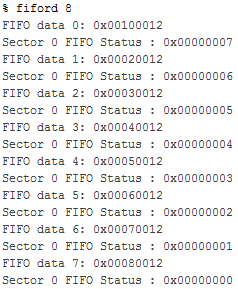 % fiford 8
FIFO data 0: 0x00100012
Sector 0 FIFO Status : 0x00000007
FIFO data 1: 0x00020012
Sector 0 FIFO Status : 0x00000006
FIFO data 2: 0x00030012
Sector 0 FIFO Status : 0x00000005
FIFO data 3: 0x00040012
Sector 0 FIFO Status : 0x00000004
FIFO data 4: 0x00050012
Sector 0 FIFO Status : 0x00000003
FIFO data 5: 0x00060012
Sector 0 FIFO Status : 0x00000002
FIFO data 6: 0x00070012
Sector 0 FIFO Status : 0x00000001
FIFO data 7: 0x00080012
Sector 0 FIFO Status : 0x00000000